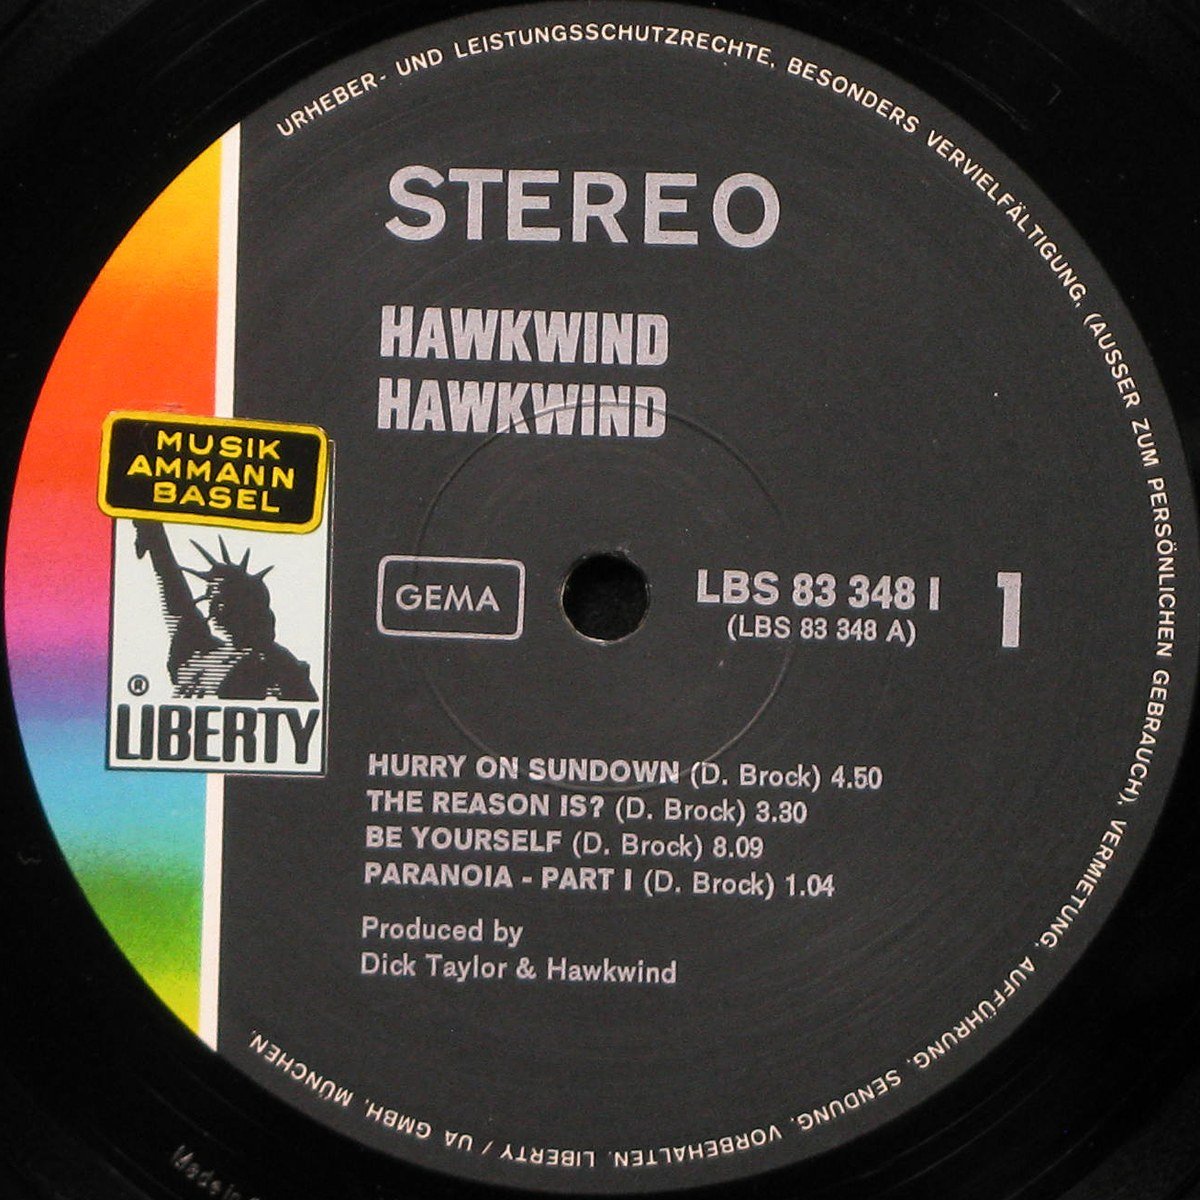 URHEBER- UND LEISTUNGSSCHUTZRECHTE, BESONDERS VERVIELFÄLTIGUNG, (AUSSER ZUM PERSÖNLICHEN GEBRAUCH), VERMIETUNG, AUFFÜHRUNG, SENDUNG, VORBEHALTEN. LIBERTY / UA GMBH, MÜNCHEN.
STEREO
HAWKWIND
HAWKWIND
MUSIK
AMMANN
BASEL
®
LIBERTY
GEMA
LBS 83 348 I
(LBS 83 348 A)
1
HURRY ON SUNDOWN (D. Brock) 4.50
THE REASON IS? (D. Brock) 3.30
BE YOURSELF (D. Brock) 8.09
PARANOIA - PART I (D. Brock) 1.04
Produced by
Dick Taylor & Hawkwind
Made in